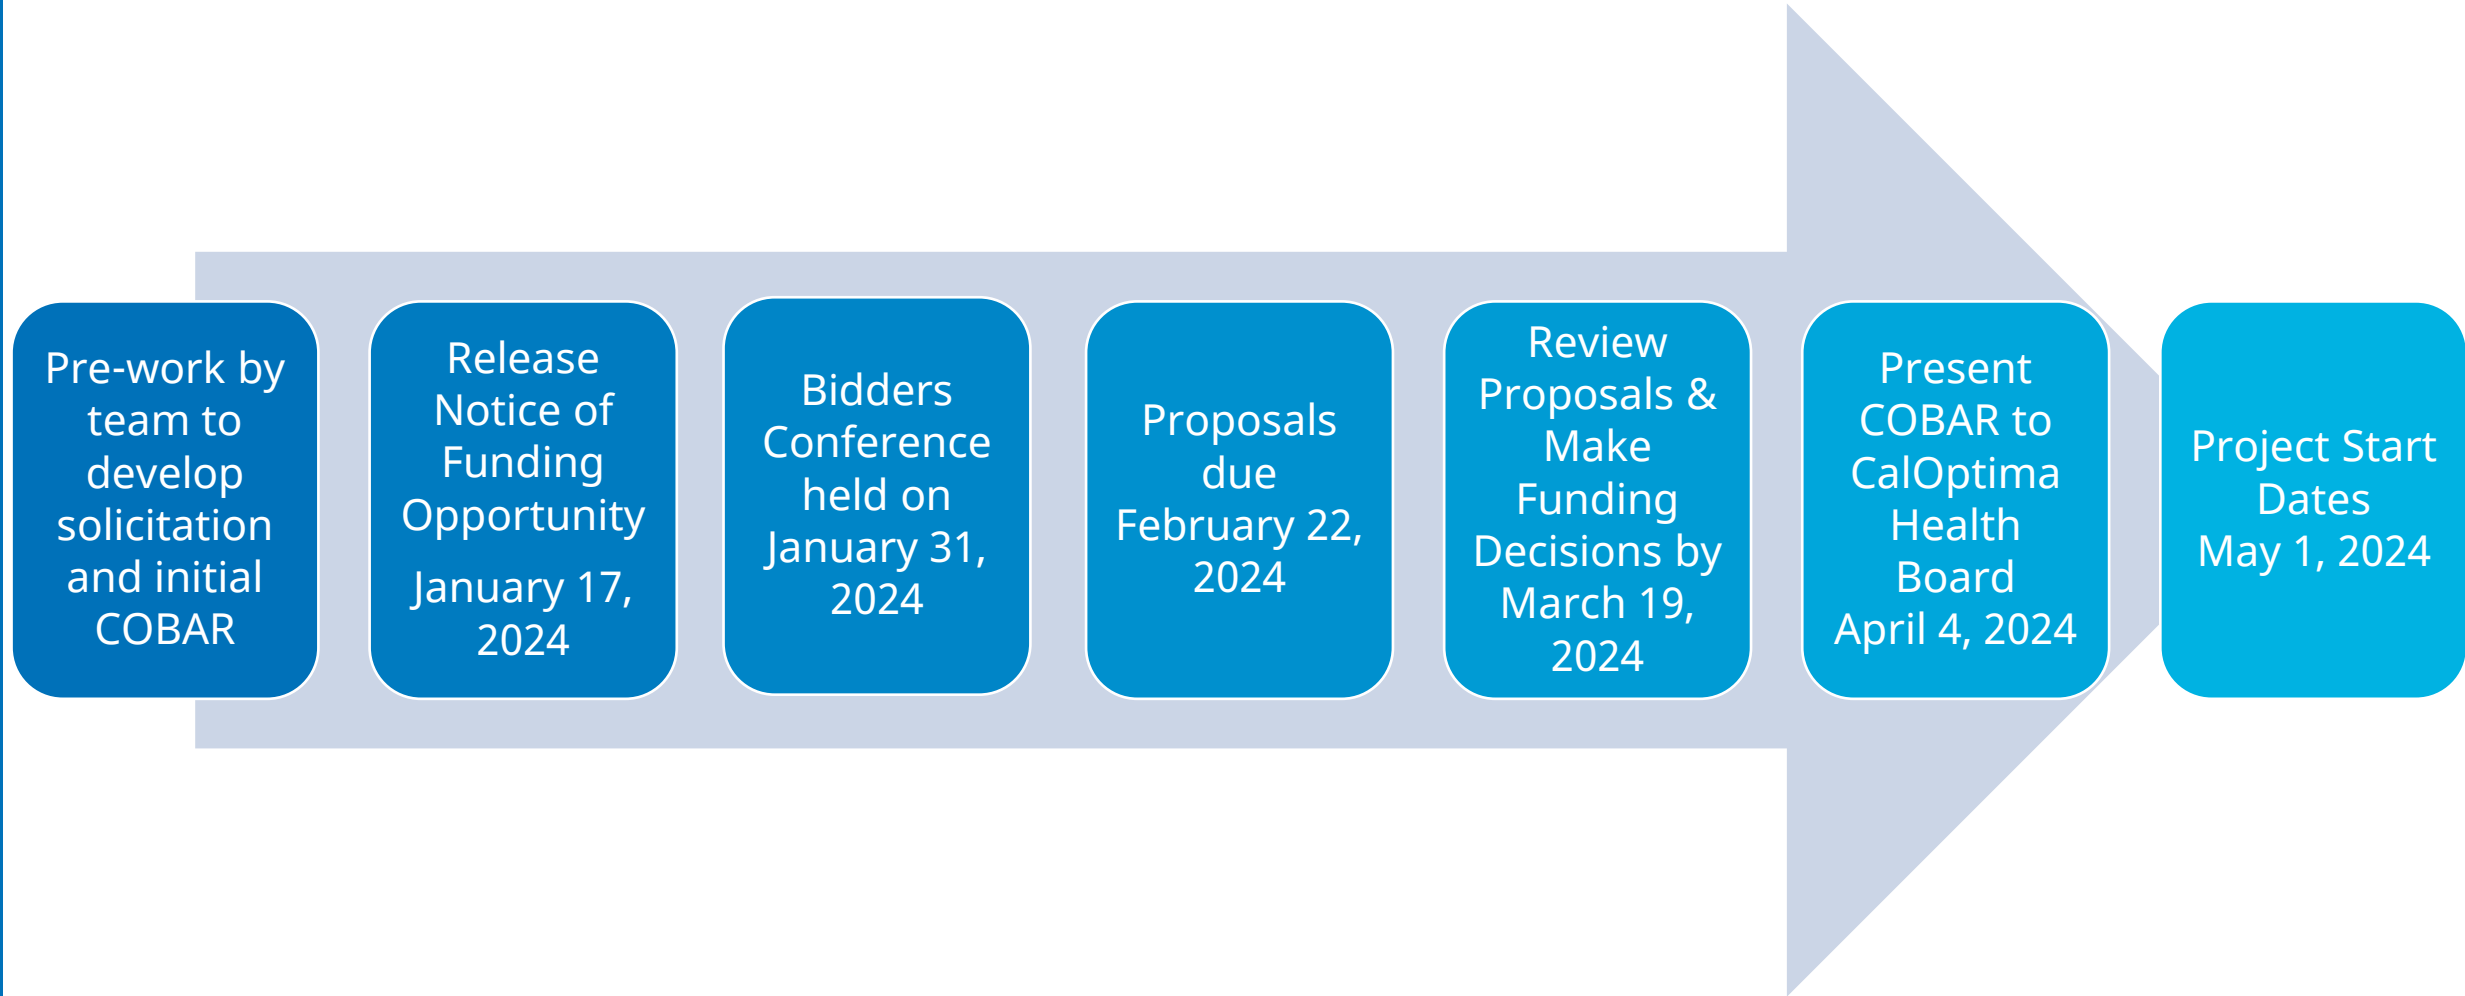 Pre-work by
team to
develop
solicitation
and initial
COBAR
Release
Notice of
Funding
Opportunity
January 17,
2024
Bidders
Conference
held on
January 31,
2024
Proposals
due
February 22,
2024
Review
Proposals &
Make
Funding
Decisions by
March 19,
2024
Present
COBAR to
CalOptima
Health
Board
April 4, 2024
Project Start
Dates
May 1, 2024